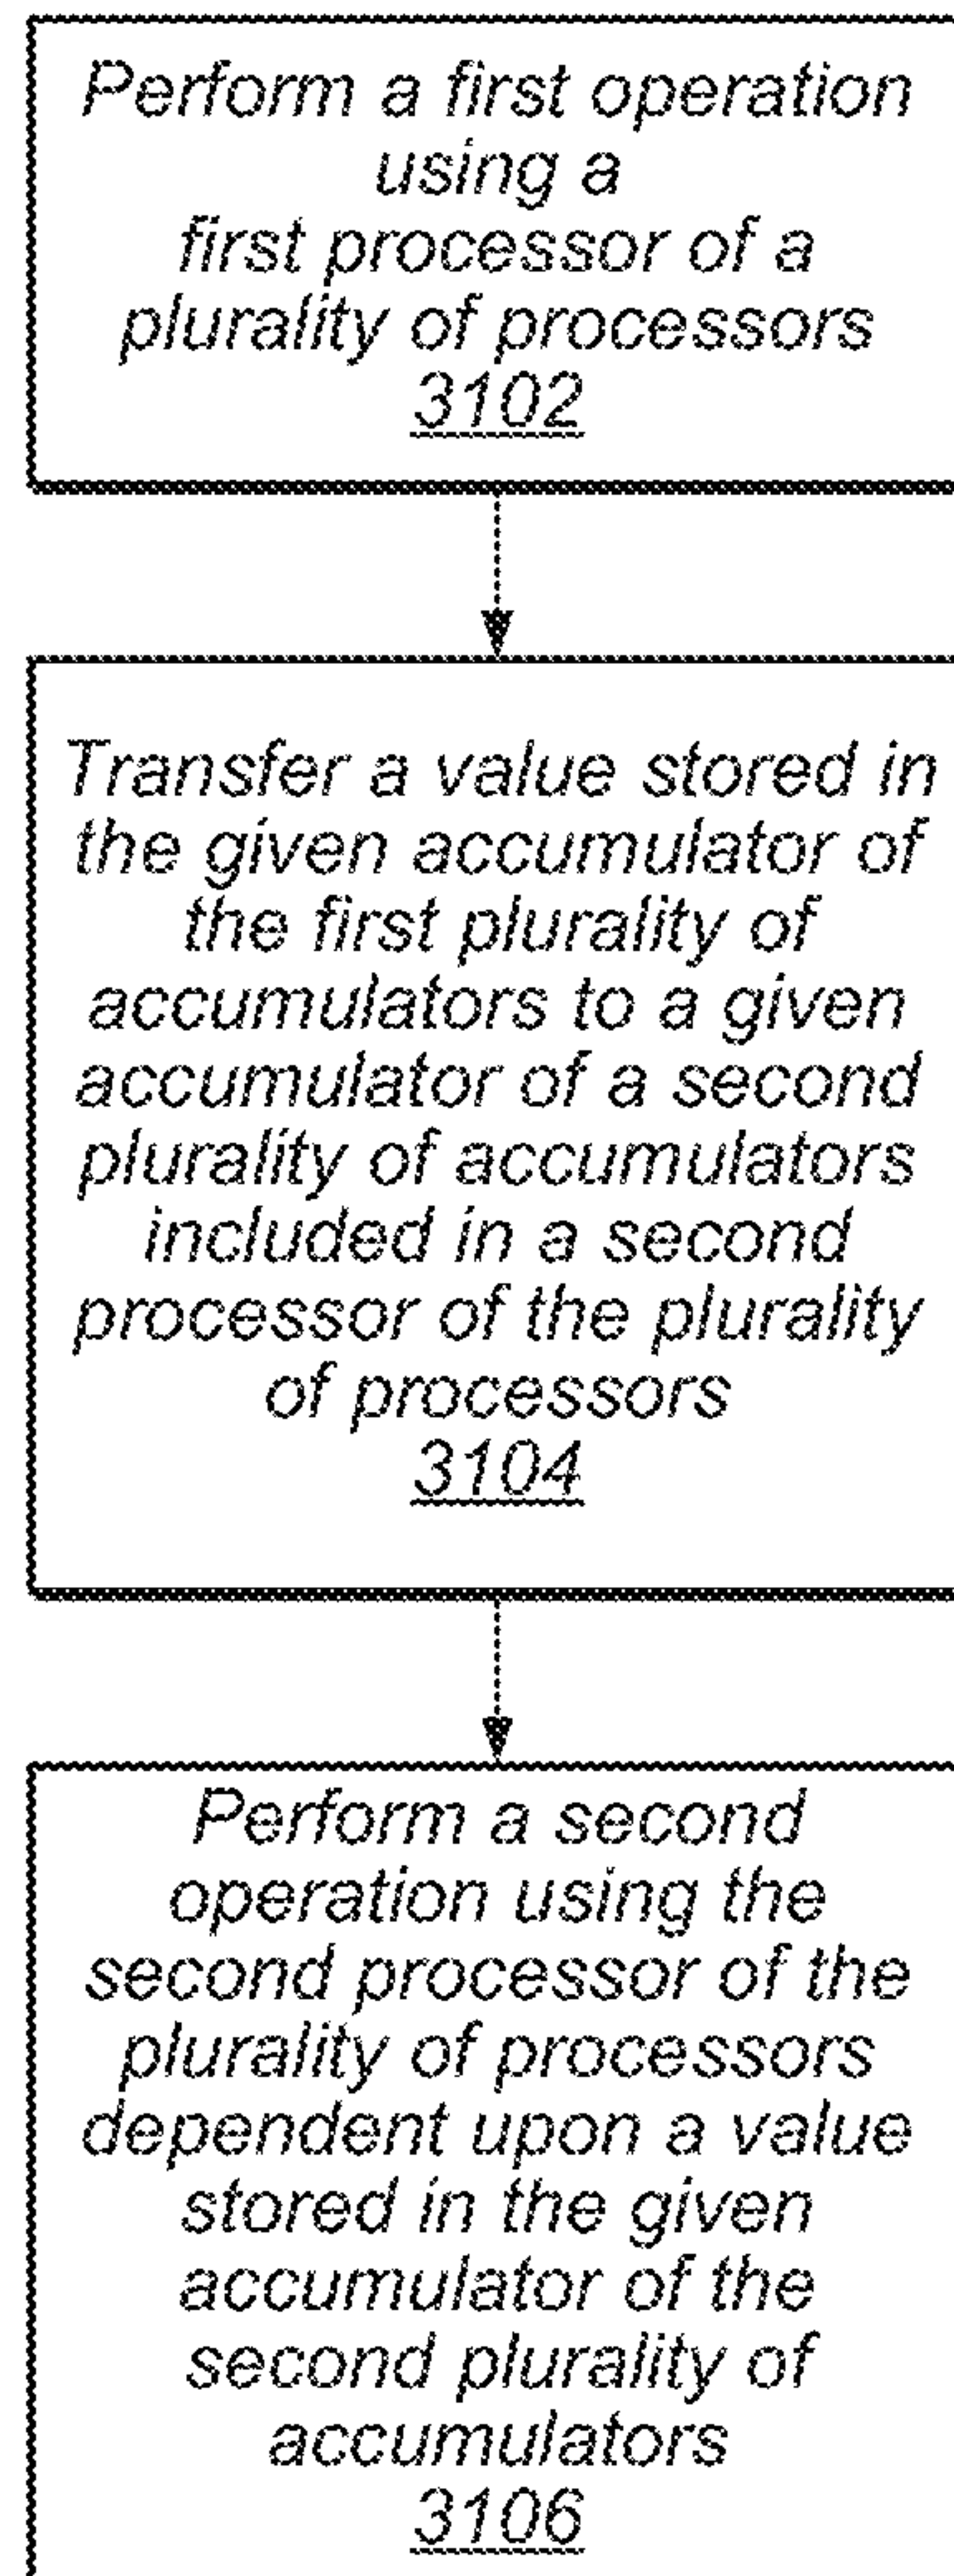 Perform a first operation
using a
first processor of a
plurality of processors
3102
Transfer a value stored in
the given accumulator of
the first plurality of
accumulators to a given
accumulator of a second
plurality of accumulators
included in a second
processor of the plurality
of processors
3104
Perform a second
operation using the
second processor of the
plurality of processors
dependent upon a value
stored in the given
accumulator of the
second plurality of
accumulators
3106